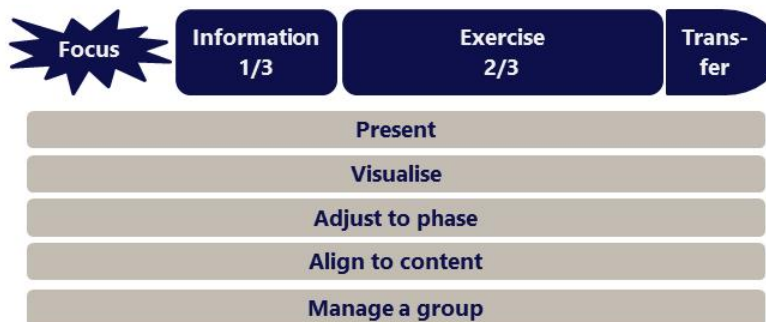 Focus
Information
1/3
Exercise
2/3
Trans-
fer
Present
Visualise
Adjust to phase
Align to content
Manage a group